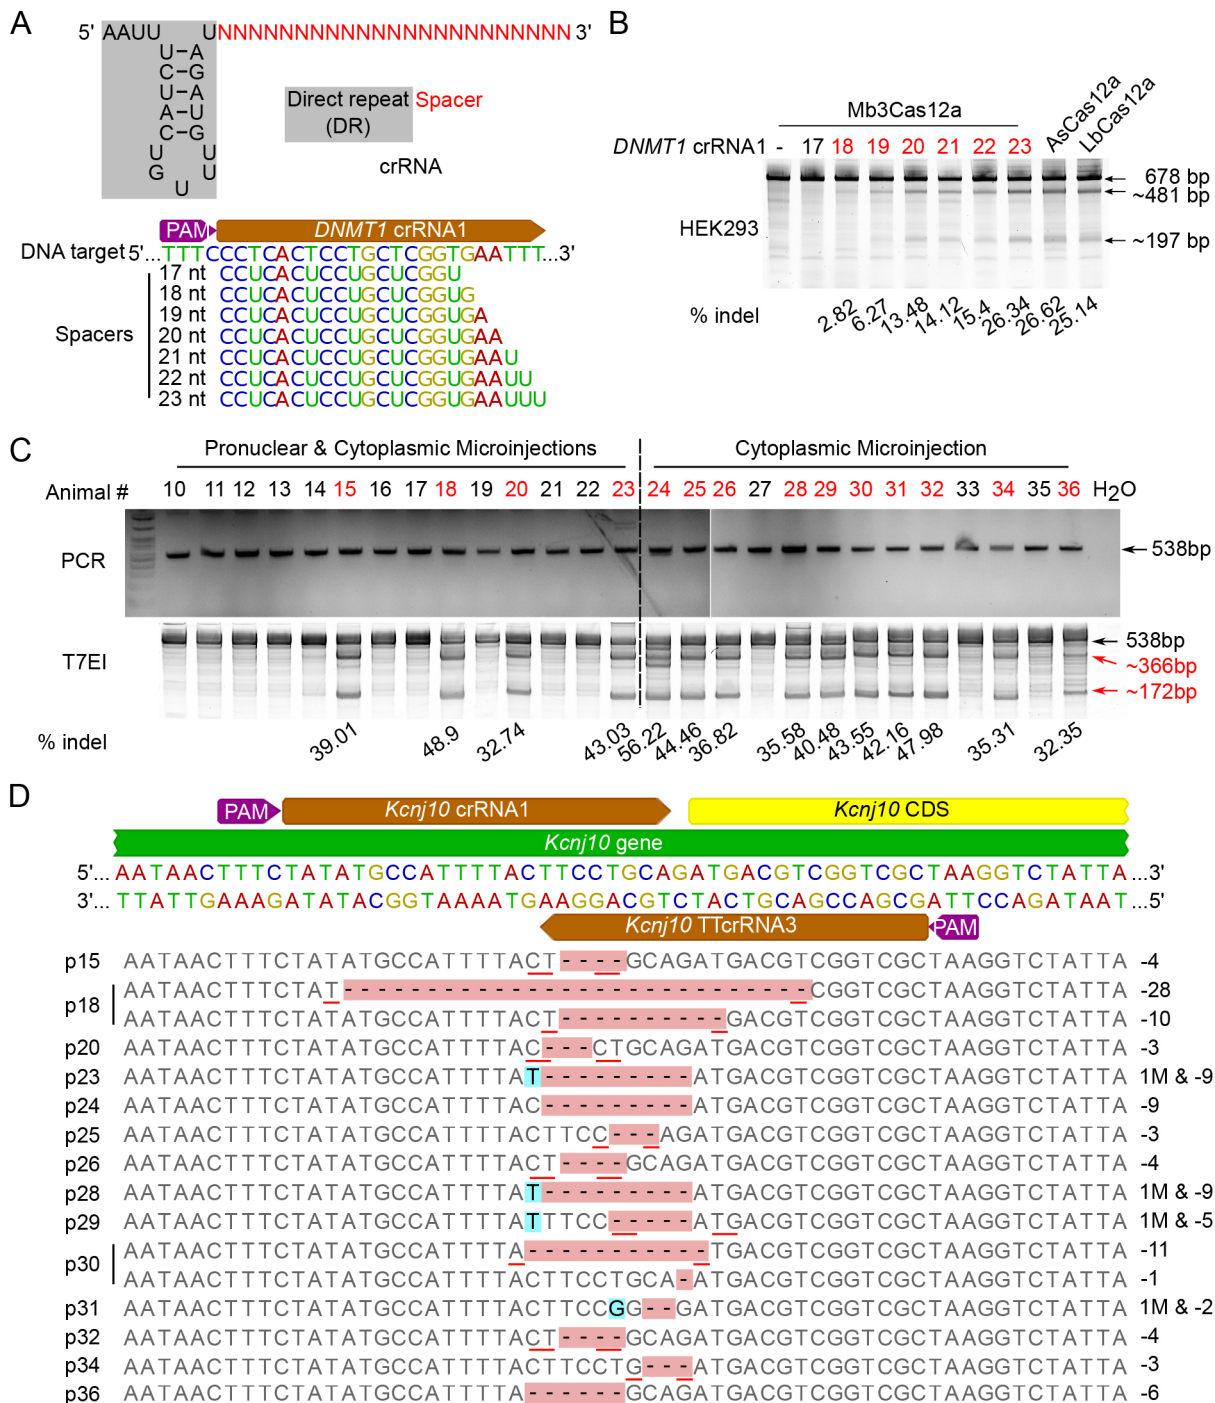 A
5' AAUU UNNNNNNNNNNNNNNNNNNNNNNN 3'
U-A
C G
U-A
A-U
C-G
U U
G U
U
Direct repeat Spacer
(DR)
crRNA
PAM DNMT1 crRNA1
DNA target 5'...TTTCCCTCACTCCTGCTCGGTGAATTT...3'
Spacers
17 nt CCUCACUCCUGCUCGGU
18 nt CCUCACUCCUGCUCGGUG
19 nt CCUCACUCCUGCUCGGUGA
20 nt CCUCACUCCUGCUCGGUGAA
21 nt CCUCACUCCUGCUCGGUGAAU
22 nt CCUCACUCCUGCUCGGUGAAUU
23 nt CCUCACUCCUGCUCGGUGAAUUU
B
Mb3Cas12a AsCas12a LbCas12a
DNMT1 crRNA1 - 17 18 19 20 21 22 23
678 bp
~481 bp
HEK293
~197 bp
% indel 2.82 6.27 13.48 14.12 15.4 26.34 26.62 25.14
C
Pronuclear & Cytoplasmic Microinjections Cytoplasmic Microinjection
Animal # 10 11 12 13 14 15 16 17 18 19 20 21 22 23 24 25 26 27 28 29 30 31 32 33 34 35 36 H2O
PCR 538bp
T7EI 538bp
~366bp
~172bp
% indel 39.01 48.9 32.74 43.03 56.22 44.46 36.82 35.58 40.48 43.55 42.16 47.98 35.31 32.35
D
PAM Kcnj10 crRNA1 Kcnj10 CDS
Kcnj10 gene
5'...AATAACTTTCTATATGCCATTTTACTTCCTGCAGATGACGTCGGTCGCTAAGGTCTATTA...3'
3'...TTATTGAAAGATATACGGTAAAATGAAGGACGTCTACTGCAGCCAGCGATTCCAGATAAT...5'
Kcnj10 TTcrRNA3 PAM
p15 AATAACTTTCTATATGCCATTTTACT----GCAGATGACGTCGGTCGCTAAGGTCTATTA -4
p18
AATAACTTTCTAT----------------------------CGGTCGCTAAGGTCTATTA -28
AATAACTTTCTATATGCCATTTTACT----------GACGTCGGTCGCTAAGGTCTATTA -10
p20 AATAACTTTCTATATGCCATTTTAC---CTGCAGATGACGTCGGTCGCTAAGGTCTATTA -3
p23 AATAACTTTCTATATGCCATTTTAT---------ATGACGTCGGTCGCTAAGGTCTATTA 1M & -9
p24 AATAACTTTCTATATGCCATTTTAC---------ATGACGTCGGTCGCTAAGGTCTATTA -9
p25 AATAACTTTCTATATGCCATTTTACTTCC---AGATGACGTCGGTCGCTAAGGTCTATTA -3
p26 AATAACTTTCTATATGCCATTTTACT----GCAGATGACGTCGGTCGCTAAGGTCTATTA -4
p28 AATAACTTTCTATATGCCATTTTAT---------ATGACGTCGGTCGCTAAGGTCTATTA 1M & -9
p29 AATAACTTTCTATATGCCATTTTATTTCC-----ATGACGTCGGTCGCTAAGGTCTATTA 1M & -5
p30
AATAACTTTCTATATGCCATTTTA-----------TGACGTCGGTCGCTAAGGTCTATTA -11
AATAACTTTCTATATGCCATTTTACTTCCTGCA-ATGACGTCGGTCGCTAAGGTCTATTA -1
p31 AATAACTTTCTATATGCCATTTTACTTCCGG--GATGACGTCGGTCGCTAAGGTCTATTA 1M & -2
p32 AATAACTTTCTATATGCCATTTTACT----GCAGATGACGTCGGTCGCTAAGGTCTATTA -4
p34 AATAACTTTCTATATGCCATTTTACTTCCTG---ATGACGTCGGTCGCTAAGGTCTATTA -3
p36 AATAACTTTCTATATGCCATTTTA------GCAGATGACGTCGGTCGCTAAGGTCTATTA -6